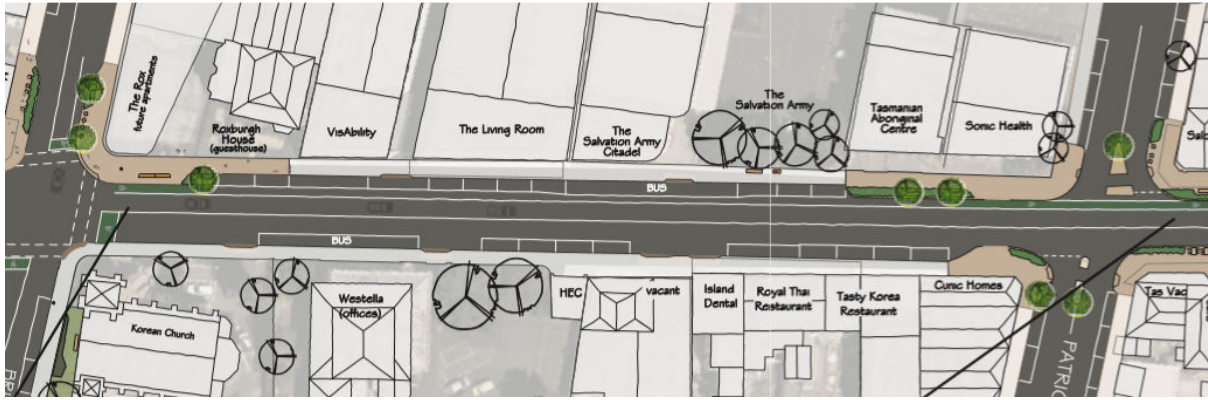 The Rox
future apartments
Roxburgh
House
(guesthouse)
VisAbility
The Living Room
The
Salvation Army
Citadel
The
Salvation Army
Tasmanian
Aboriginal
Centre
Sonic Health
BUS
BUS
Korean Church
Westella
(offices)
HEC
vacant
Island
Dental
Royal Thai
Restaurant
Tasty Korea
Restaurant
Cunic Homes
Tas Vac
PATRIC